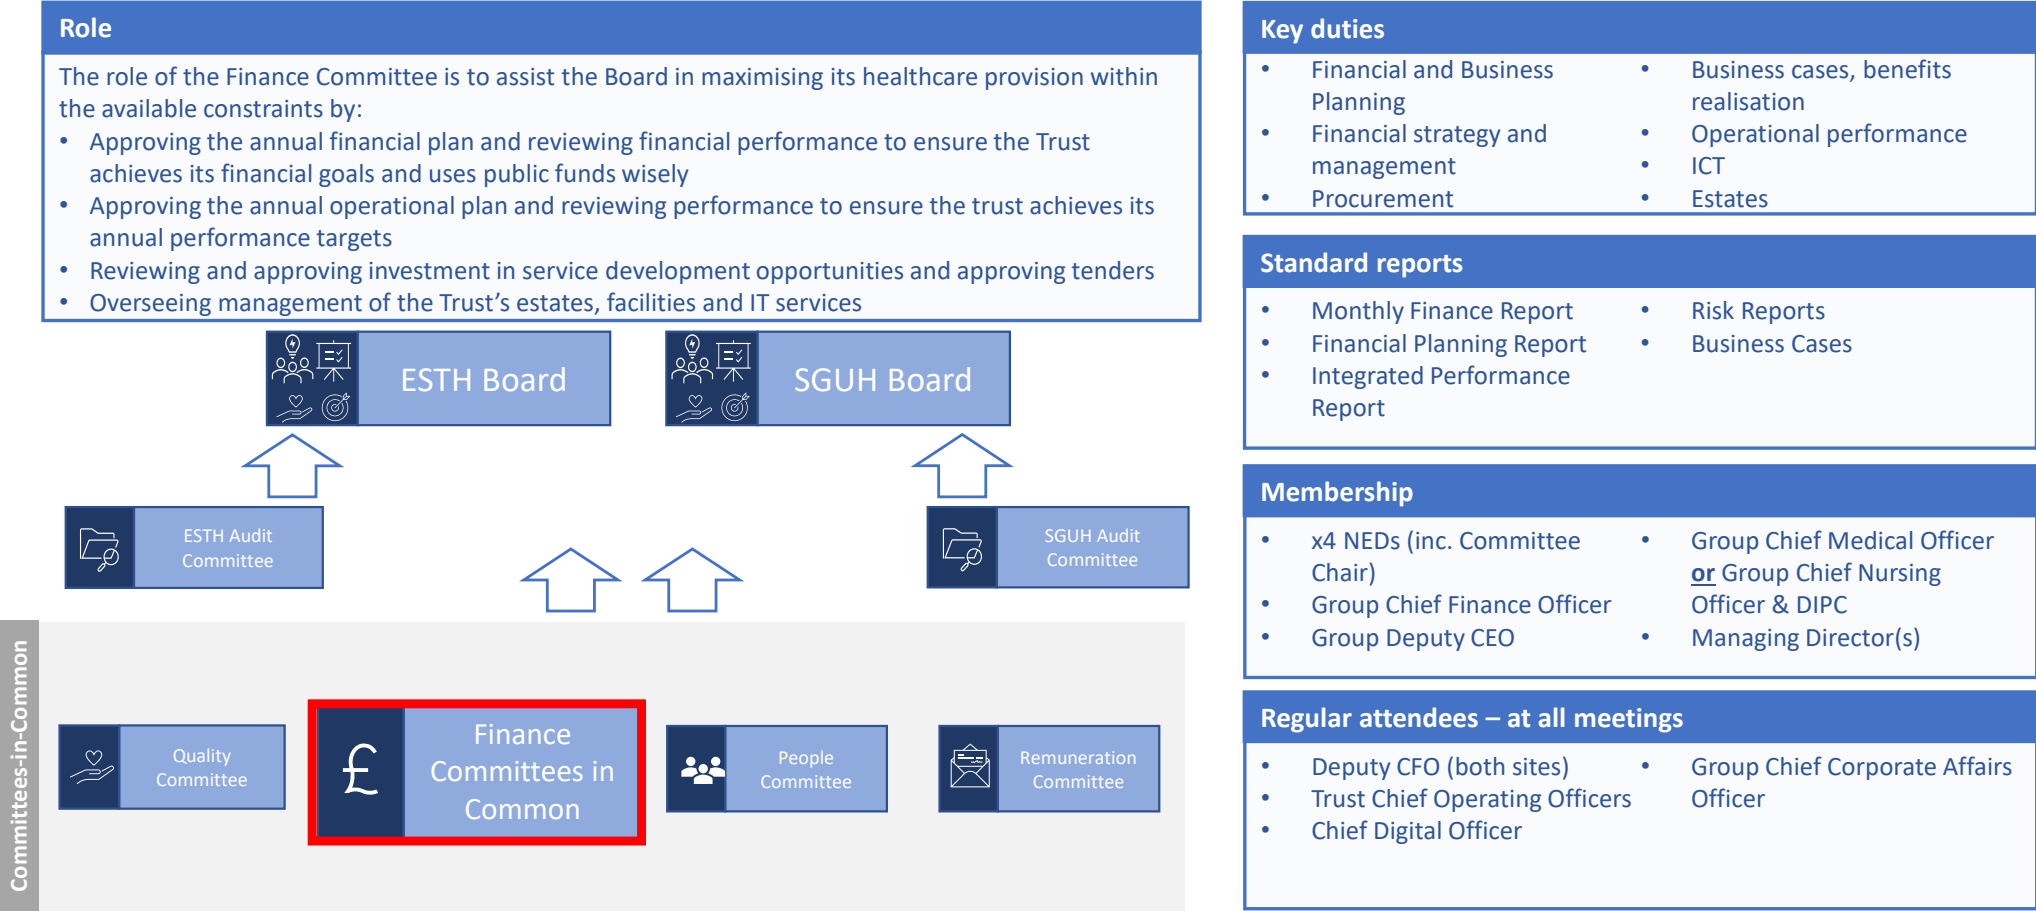 Role
The role of the Finance Committee is to assist the Board in maximising its healthcare provision within
the available constraints by:
• Approving the annual financial plan and reviewing financial performance to ensure the Trust
achieves its financial goals and uses public funds wisely
• Approving the annual operational plan and reviewing performance to ensure the trust achieves its
annual performance targets
• Reviewing and approving investment in service development opportunities and approving tenders
• Overseeing management of the Trust's estates, facilities and IT services
ESTH Board
SGUH Board
ESTH Audit
Committee
SGUH Audit
Committee
Committees-in-Common
Quality
Committee
£
Finance
Committees in
Common
People
Committee
Remuneration
Committee
Key duties
• Financial and Business
Planning
• Financial strategy and
management
• Procurement
• Business cases, benefits
realisation
• Operational performance
• ICT
• Estates
Standard reports
• Monthly Finance Report
• Financial Planning Report
• Integrated Performance
Report
• Risk Reports
• Business Cases
Membership
• x4 NEDs (inc. Committee
Chair)
• Group Chief Finance Officer
• Group Deputy CEO
• Group Chief Medical Officer
or Group Chief Nursing
Officer & DIPC
• Managing Director(s)
Regular attendees – at all meetings
• Deputy CFO (both sites)
• Trust Chief Operating Officers
• Chief Digital Officer
• Group Chief Corporate Affairs
Officer